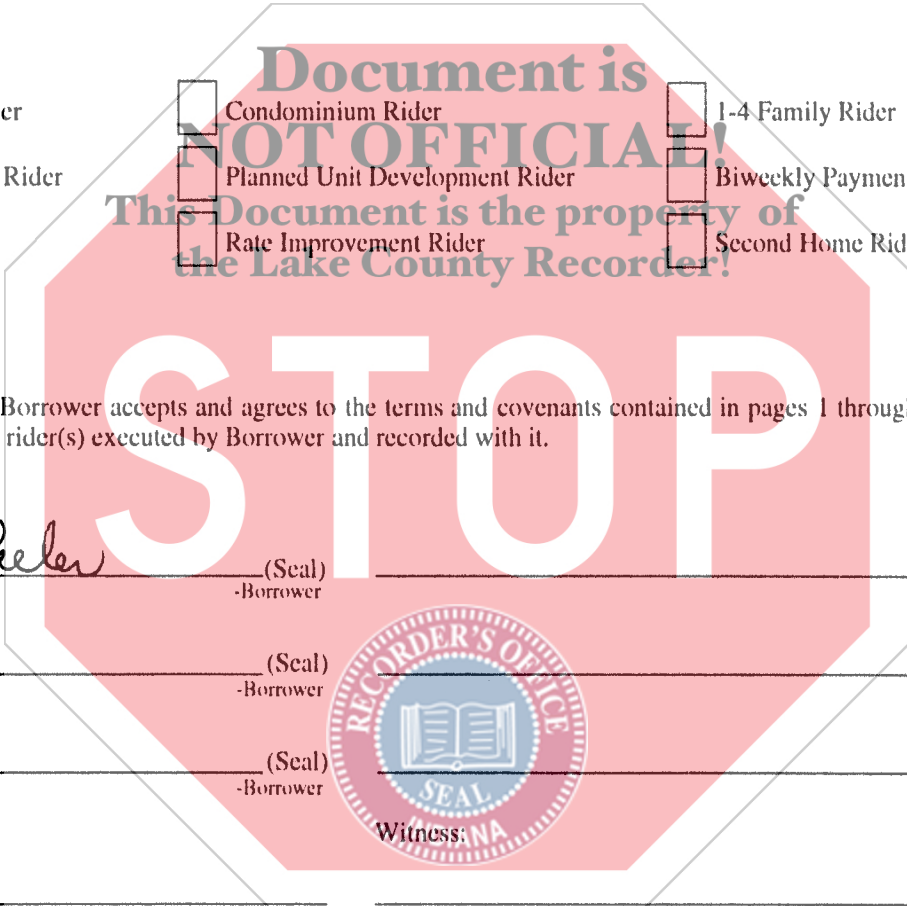 Document is
er Condominium Rider 1-4 Family Rider
NOT OFFICIAL!
Rider Planned Unit Development Rider Biweekly Paymen
This Document is the property of
Rate Improvement Rider Second Home Rid
the Lake County Recorder!
STOP
Borrower accepts and agrees to the terms and covenants contained in pages 1 throug
rider(s) executed by Borrower and recorded with it.
(Seal)
-Borrower
(Seal)
-Borrower
(Seal)
-Borrower
RECORDER'S OFFICE
SEAL
INDIANA
Witness: